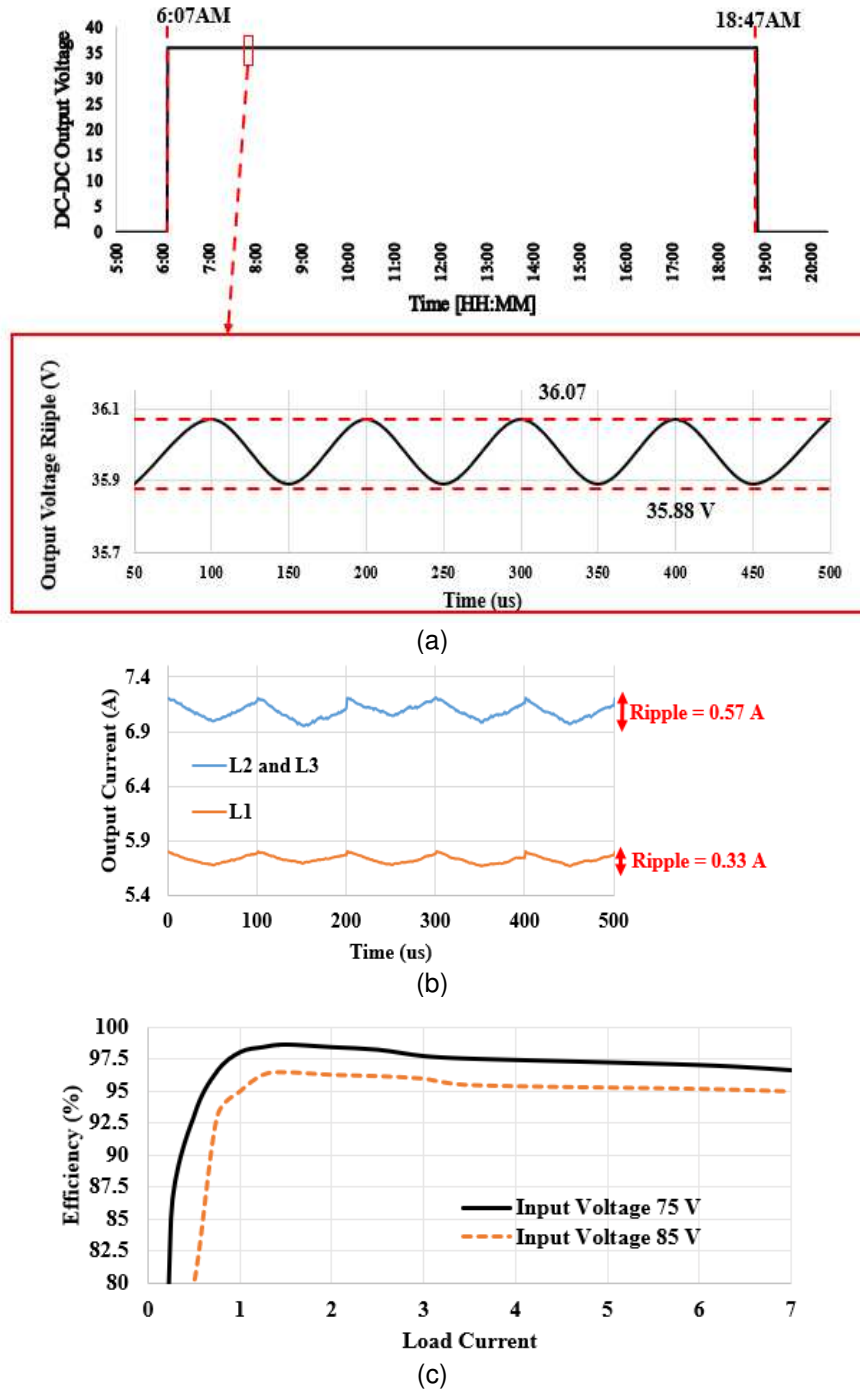 6:07AM
18:47AM
DC-DC Output Voltage
40
35
30
25
20
15
10
5
0
5:00 6:00 7:00 8:00 9:00 10:00 11:00 12:00 13:00 14:00 15:00 16:00 17:00 18:00 19:00 20:00
Time [HH:MM]
Output Voltage Riiple (V)
36.1
35.9
35.7
36.07
35.88 V
50 100 150 200 250 300 350 400 450 500
Time (us)
(a)
Output Current (A)
7.4
6.9
6.4
5.9
5.4
Ripple = 0.57 A
L2 and L3
L1
Ripple = 0.33 A
0 100 200 300 400 500
Time (us)
(b)
Efficiency (%)
100
97.5
95
92.5
90
87.5
85
82.5
80
Input Voltage 75 V
Input Voltage 85 V
0 1 2 3 4 5 6 7
Load Current
(c)